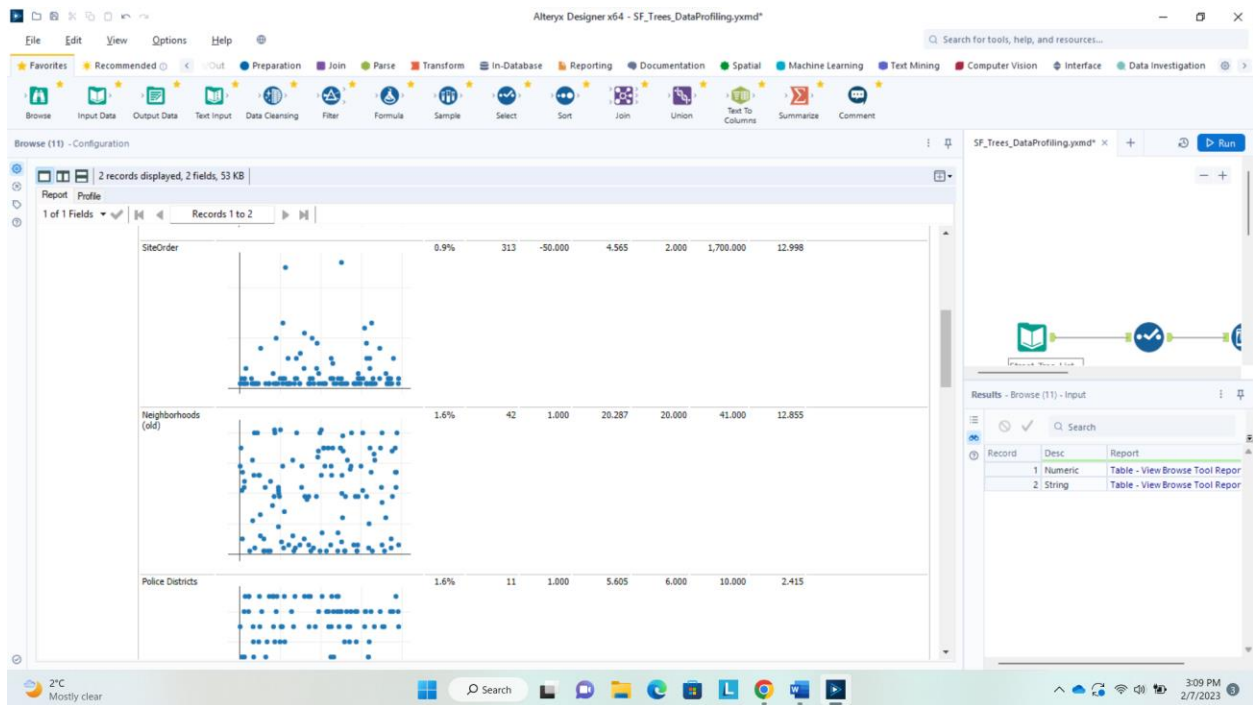 Alteryx Designer x64 - SF_Trees_DataProfiling.yxmd*
File Edit View Options Help
Search for tools, help, and resources...
Favorites Recommended /Out Preparation Join Parse Transform In-Database Reporting Documentation Spatial Machine Learning Text Mining Computer Vision Interface Data Investigation
Browse Input Data Output Data Text Input Data Cleansing Filter Formula Sample Select Sort Join Union Text To Columns Summarize Comment
Browse (11) - Configuration
SF_Trees_DataProfiling.yxmd* Run
2 records displayed, 2 fields, 53 KB
Report Profile
1 of 1 Fields Records 1 to 2
SiteOrder 0.9% 313 -50.000 4.565 2.000 1,700.000 12.998
Neighborhoods (old) 1.6% 42 1.000 20.287 20.000 41.000 12.855
Police Districts 1.6% 11 1.000 5.605 6.000 10.000 2.415
Results - Browse (11) - Input
Search
Record Desc Report
1 Numeric Table - View Browse Tool Repor
2 String Table - View Browse Tool Repor
2°C
Mostly clear
Search
3:09 PM
2/7/2023